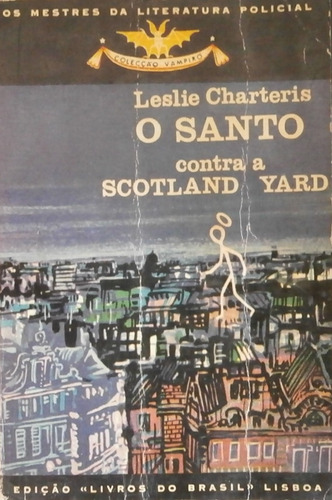 OS MESTRES DA LITERATURA POLICIAL
COLECÇÃO VAMPIRO
Leslie Charteris
O SANTO
contra a
SCOTLAND YARD
EDIÇÃO «LIVROS DO BRASIL» LISBOA